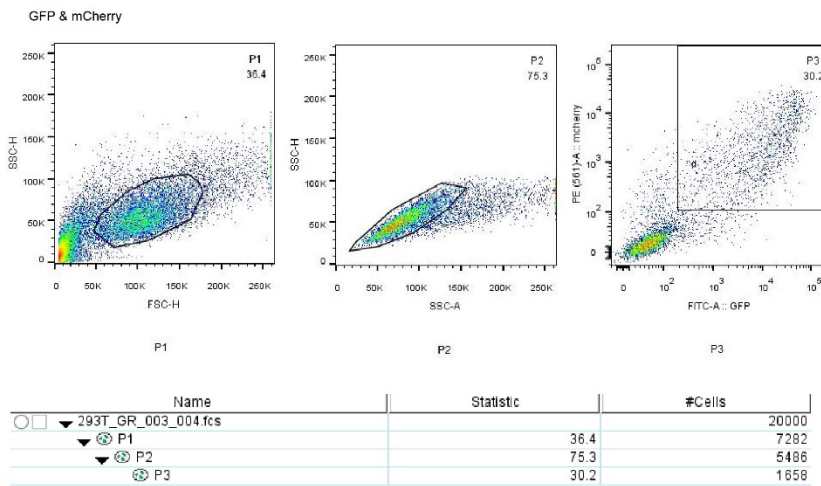 GFP & mCherry
P1
36.4
250K
200K
150K
100K
50K
0
SSC-H
0 50K 100K 150K 200K 250K
FSC-H
P1
P2
75.3
250K
200K
150K
100K
50K
0
SSC-H
0 50K 100K 150K 200K 250K
SSC-A
P2
P3
30.2
10^5
10^4
10^3
10^2
0
PE (561)-A :: mcherry
0 10^2 10^3 10^4 10^5
FITC-A :: GFP
P3
Name Statistic #Cells
293T_GR_003_004.fcs 20000
P1 36.4 7282
P2 75.3 5486
P3 30.2 1658